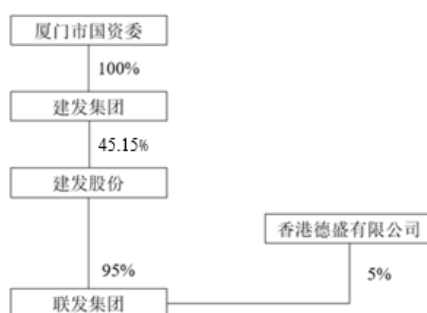 厦门市国资委
100%
建发集团
45.15%
建发股份
香港德盛有限公司
95%
5%
联发集团